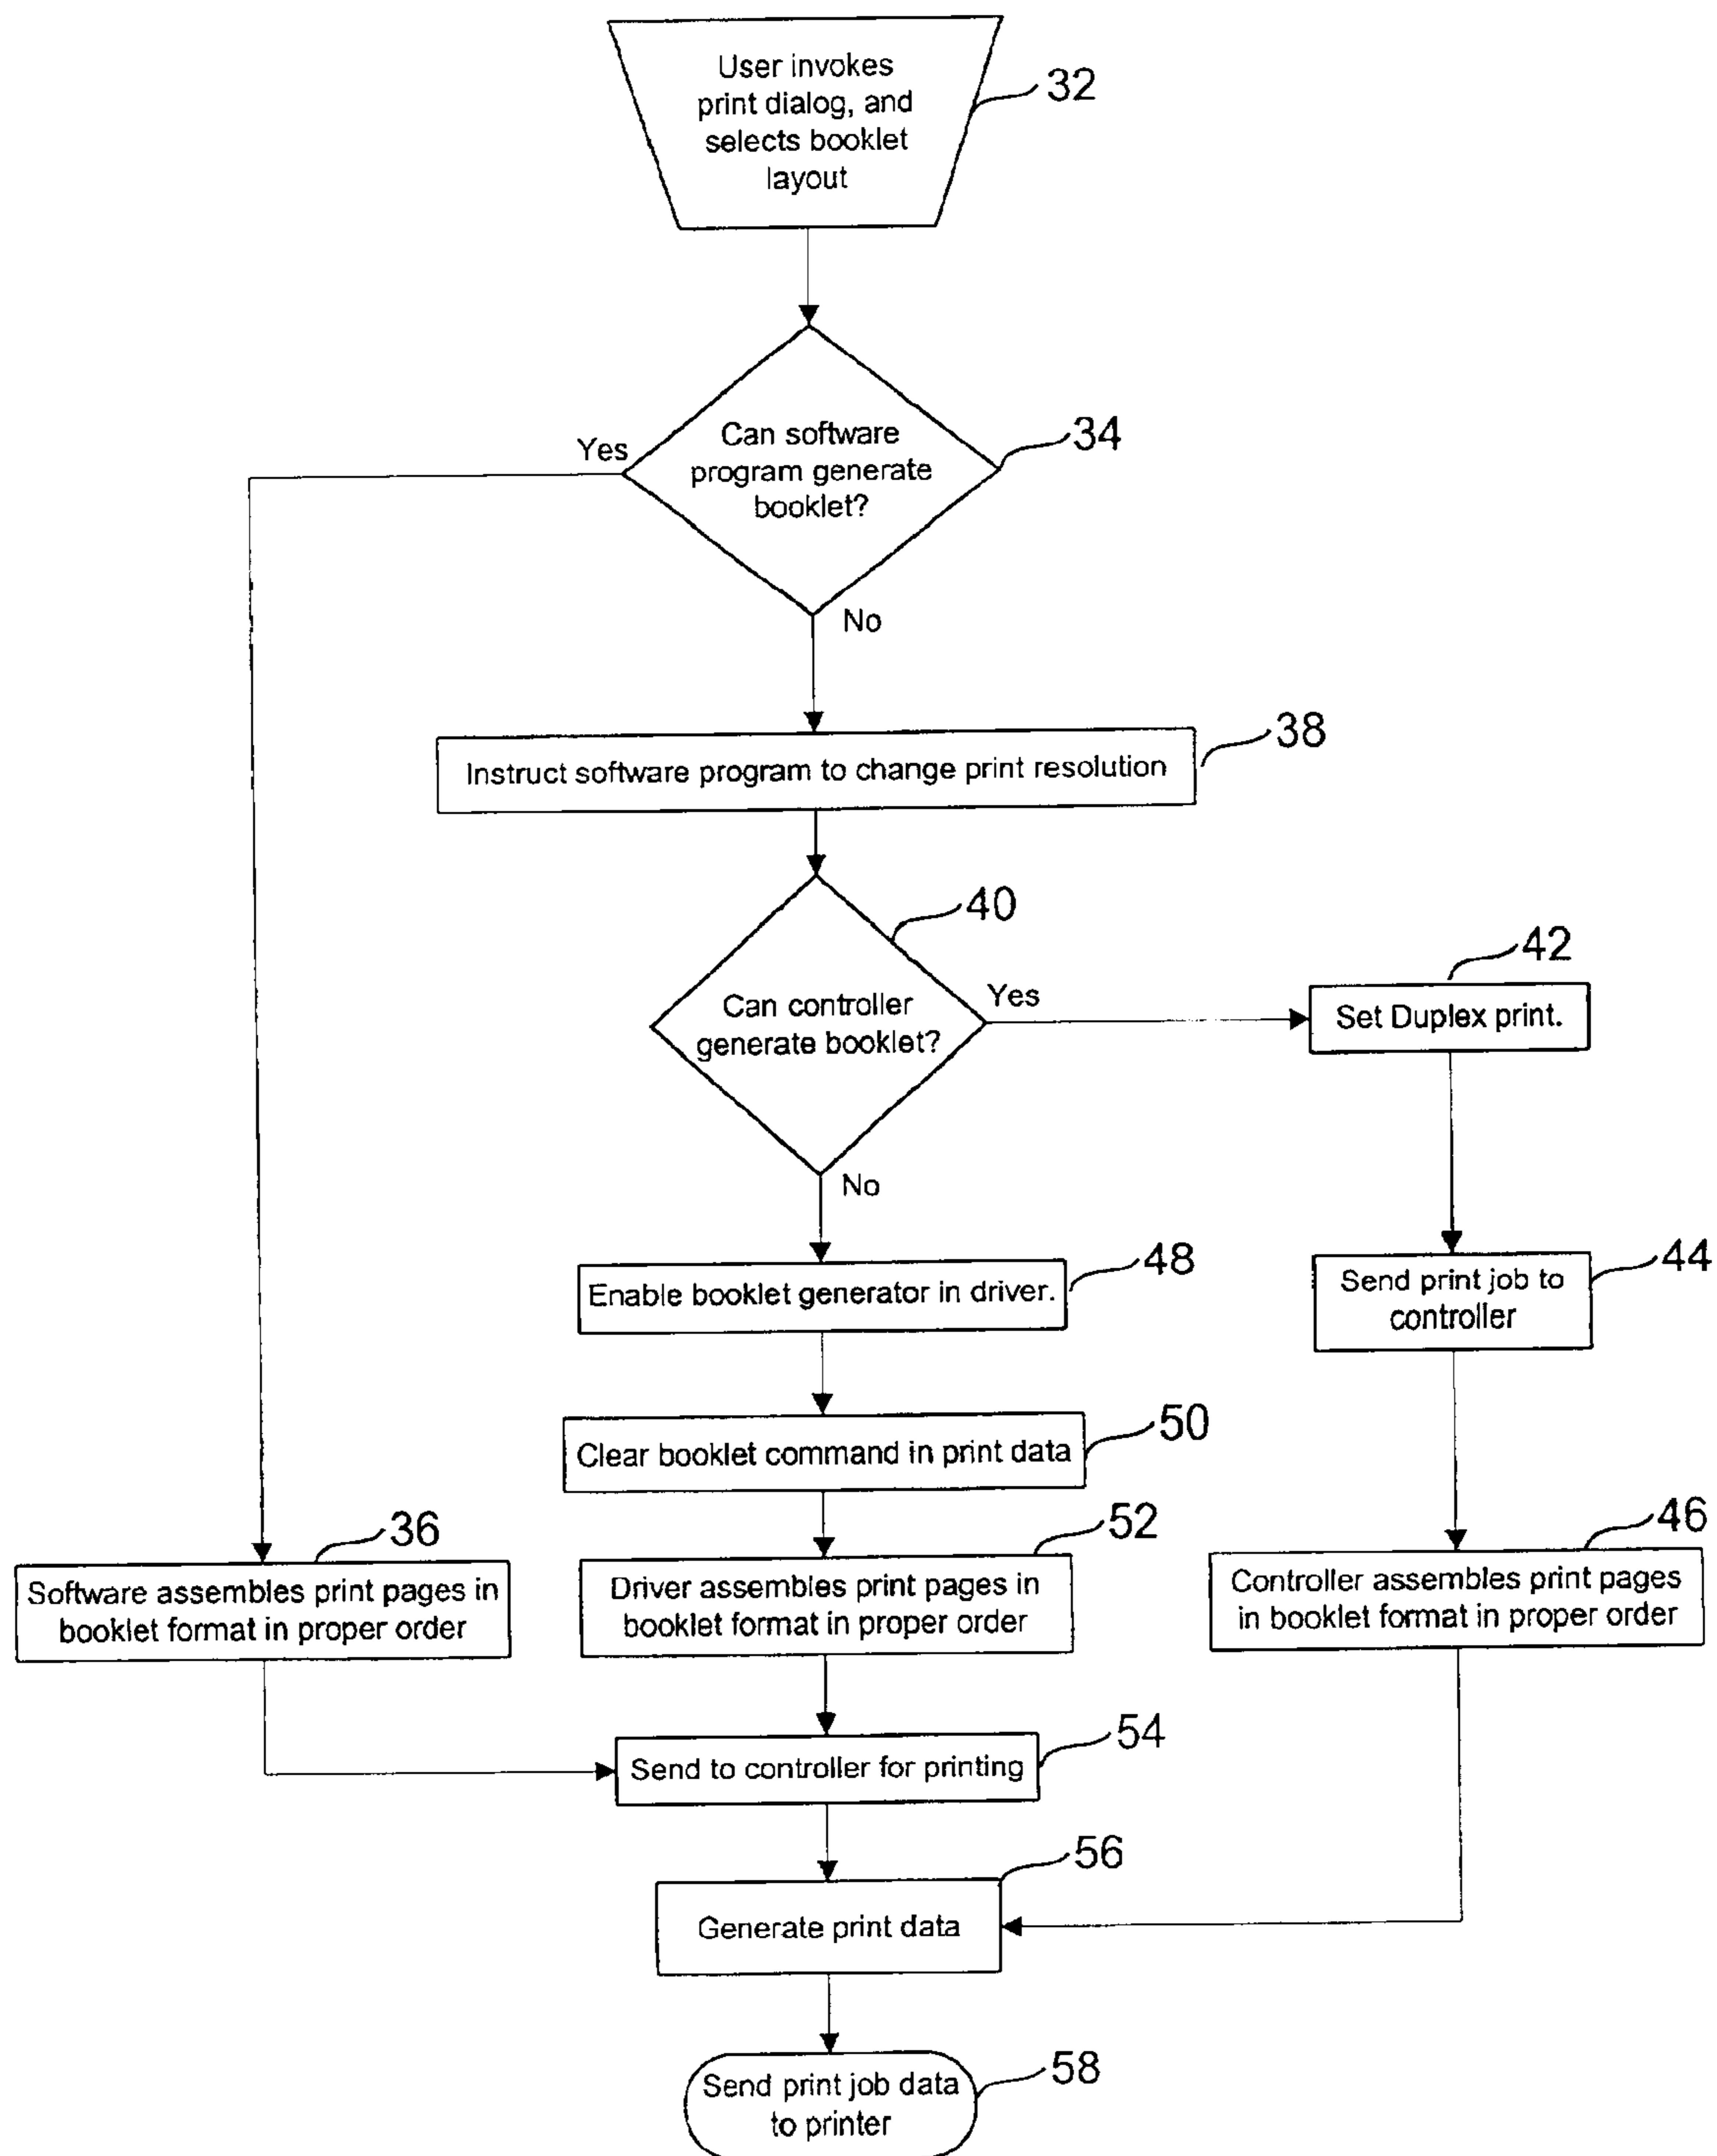 User invokes
print dialog, and
selects booklet
layout
32
Can software
program generate
booklet?
34
Yes
No
Instruct software program to change print resolution
38
40
Can controller
generate booklet?
Yes
No
42
Set Duplex print.
Enable booklet generator in driver.
48
Send print job to
controller
44
Clear booklet command in print data
50
36
Software assembles print pages in
booklet format in proper order
52
Driver assembles print pages in
booklet format in proper order
46
Controller assembles print pages
in booklet format in proper order
Send to controller for printing
54
56
Generate print data
Send print job data
to printer
58